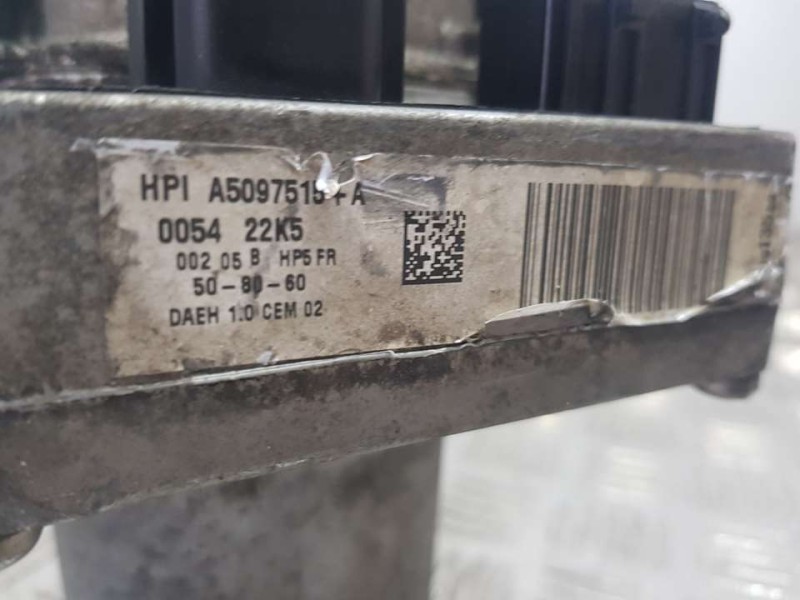 HPI A5097515+A
0054 22K5
002 05 B HP5 FR
50-80-60
DAEH 1.0 CEM 02